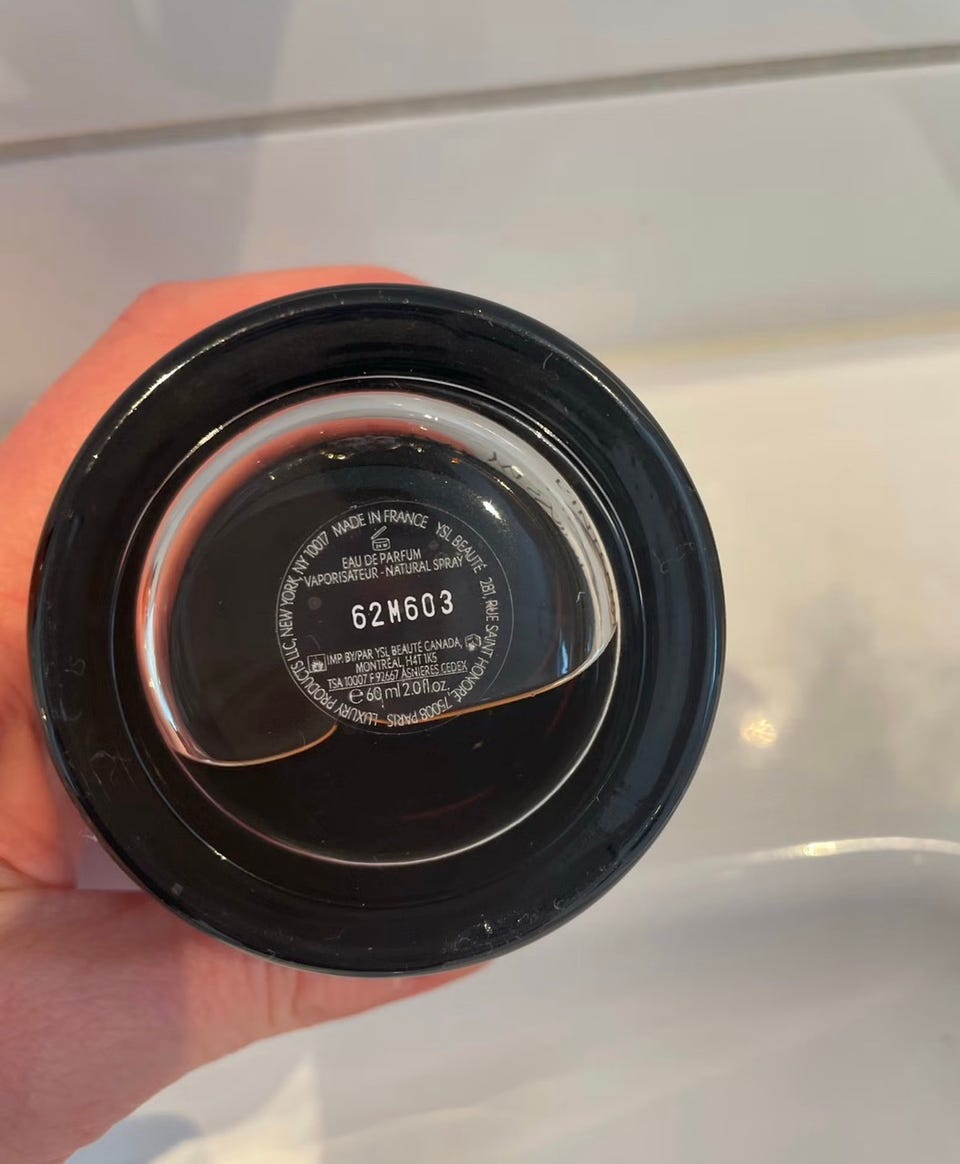 MADE IN FRANCE YSL BEAUTÉ 281, RUE SAINT HONORÉ, 75008 PARIS LUXURY PRODUCTS LLC, NEW YORK NY 10017
24 M
EAU DE PARFUM
VAPORISATEUR - NATURAL SPRAY
62M603
IMP. BY/PAR YSL BEAUTÉ CANADA,
MONTRÉAL, H4T 1K5
TSA 10007 F 92667 ASNIÈRES CEDEX
e 60 ml 2.0 fl.oz.